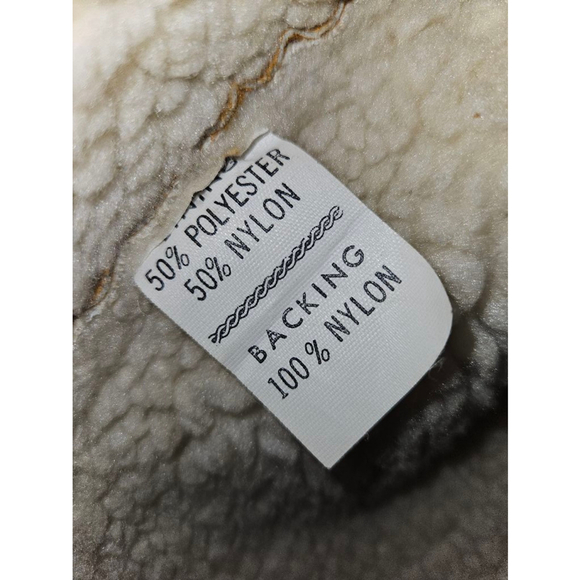 50% POLYESTER
50% NYLON
BACKING
100% NYLON